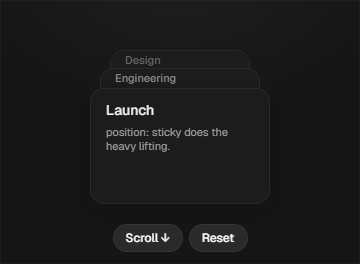 Design
Engineering
Launch
position: sticky does the
heavy lifting.
Scroll ↓
Reset